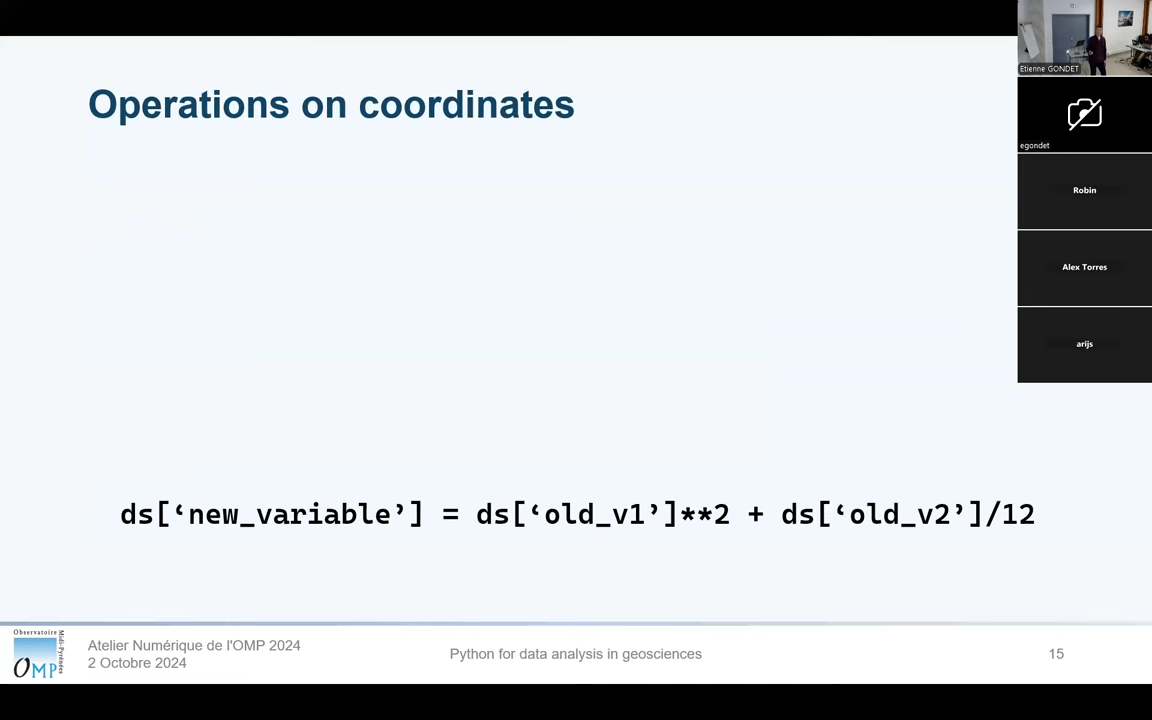 Operations on coordinates
ds[‘new_variable’] = ds[‘old_v1’]**2 + ds[‘old_v2’]/12
Observatoire
Midi-Pyrénées
OMP
Atelier Numérique de l'OMP 2024
2 Octobre 2024
Python for data analysis in geosciences
15
Etienne GONDET
egondet
Robin
Alex Torres
arijs